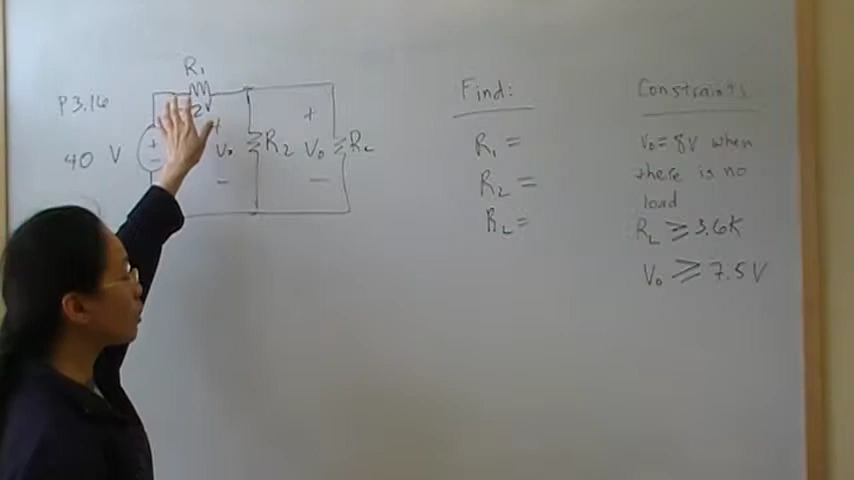 P3.16
R1
40 V
+
-
+
Vo
-
R2
+
Vo
-
RL
Find:
R1 =
R2 =
RL =
Constraints
Vo = 8V when
there is no
load
RL ≥ 3.6K
Vo ≥ 7.5 V